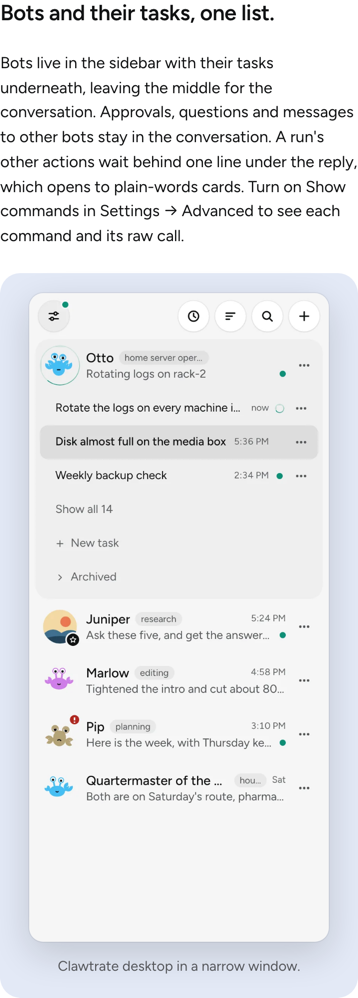 Bots and their tasks, one list.
Bots live in the sidebar with their tasks
underneath, leaving the middle for the
conversation. Approvals, questions and messages
to other bots stay in the conversation. A run's
other actions wait behind one line under the reply,
which opens to plain-words cards. Turn on Show
commands in Settings → Advanced to see each
command and its raw call.
Otto home server oper...
Rotating logs on rack-2
Rotate the logs on every machine i... now
Disk almost full on the media box 5:36 PM
Weekly backup check 2:34 PM
Show all 14
+ New task
> Archived
Juniper research 5:24 PM
Ask these five, and get the answer...
Marlow editing 4:58 PM
Tightened the intro and cut about 80...
Pip planning 3:10 PM
Here is the week, with Thursday ke...
Quartermaster of the ... hou... Sat
Both are on Saturday's route, pharma...
Clawtrate desktop in a narrow window.